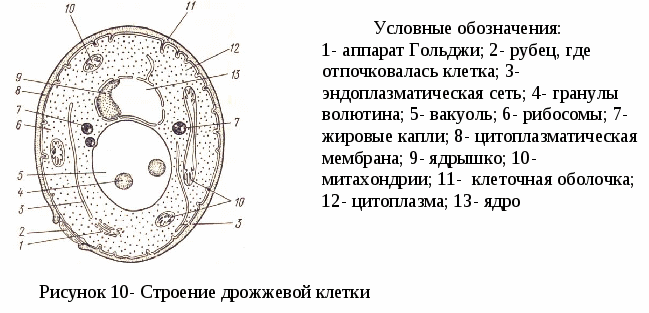 10 11
12
13
9
8
7
7
6
5
4
10
3
2
3
1
Условные обозначения:
1- аппарат Гольджи; 2- рубец, где
отпочковалась клетка; 3-
эндоплазматическая сеть; 4- гранулы
волютина; 5- вакуоль; 6- рибосомы; 7-
жировые капли; 8- цитоплазматическая
мембрана; 9- ядрышко; 10-
митахондрии; 11- клеточная оболочка;
12- цитоплазма; 13- ядро
Рисунок 10- Строение дрожжевой клетки